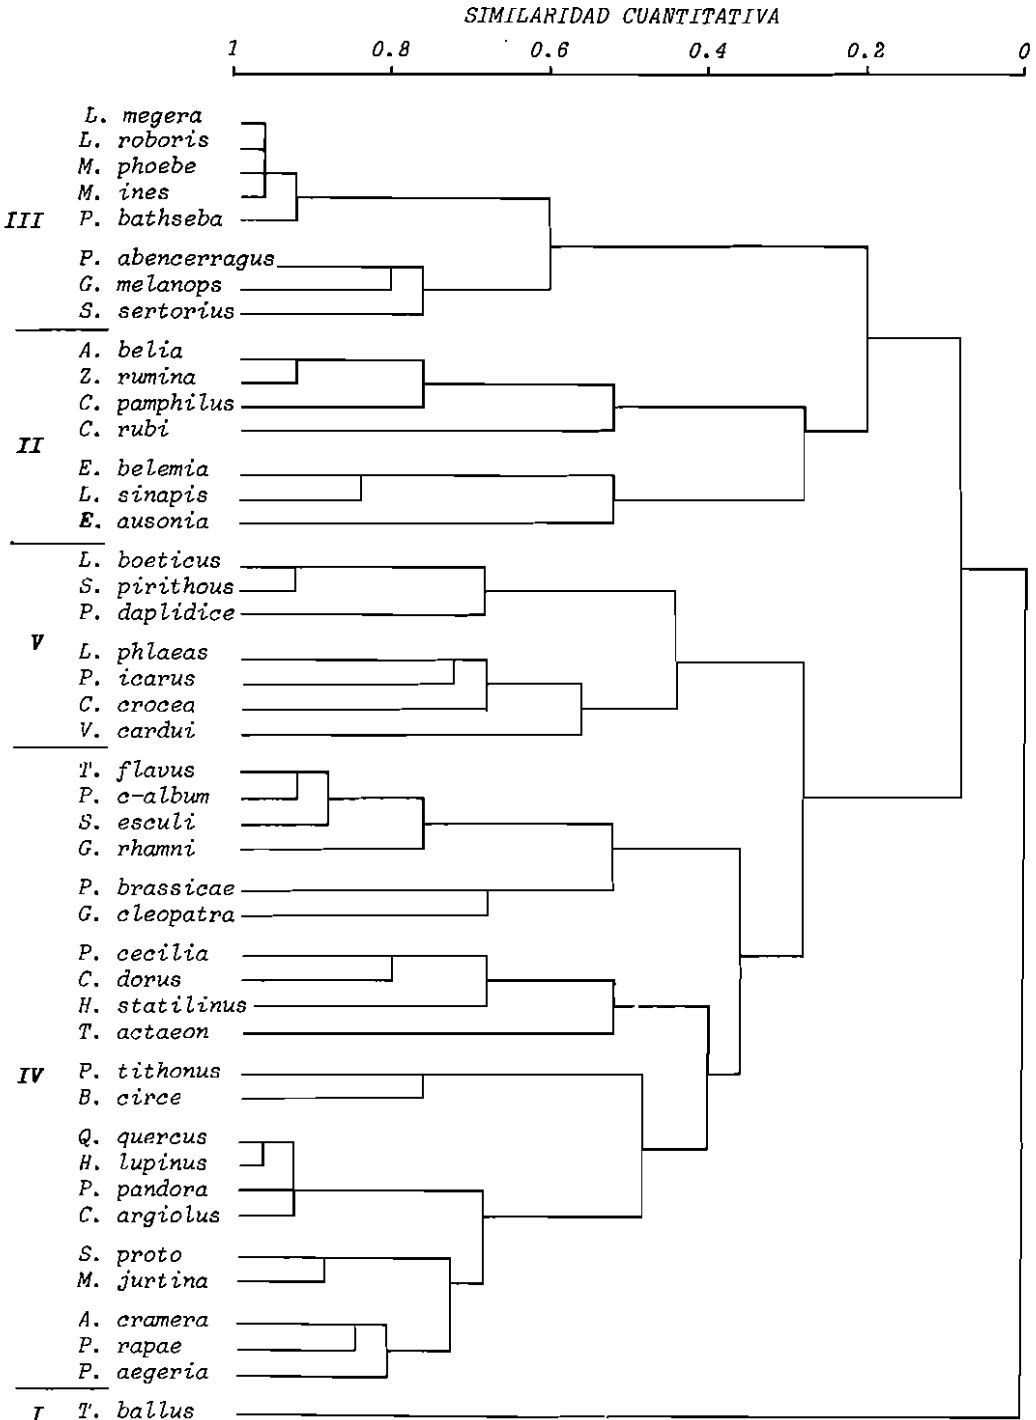 SIMILARIDAD CUANTITATIVA
1 0.8 0.6 0.4 0.2 0
L. megera
L. roboris
M. phoebe
M. ines
III P. bathseba
P. abencerragus
G. melanops
S. sertorius
A. belia
Z. rumina
C. pamphilus
C. rubi
II
E. belemia
L. sinapis
E. ausonia
L. boeticus
S. pirithous
P. daplidice
V
L. phlaeas
P. icarus
C. crocea
V. cardui
T. flavus
P. c-album
S. esculi
G. rhamni
P. brassicae
G. cleopatra
P. cecilia
C. dorus
H. statilinus
T. actaeon
IV P. tithonus
B. circe
Q. quercus
H. lupinus
P. pandora
C. argiolus
S. proto
M. jurtina
A. cramera
P. rapae
P. aegeria
I T. ballus